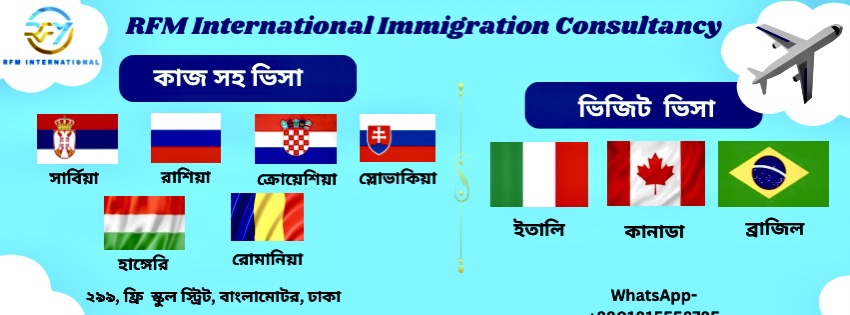 RFM International Immigration Consultancy
RFM INTERNATIONAL
কাজ সহ ভিসা
ভিজিট ভিসা
সার্বিয়া
রাশিয়া
ক্রোয়েশিয়া
স্লোভাকিয়া
ইতালি
কানাডা
ব্রাজিল
হাঙ্গেরি
রোমানিয়া
২৯৯, ফ্রি স্কুল স্ট্রিট, বাংলামোটর, ঢাকা
WhatsApp-